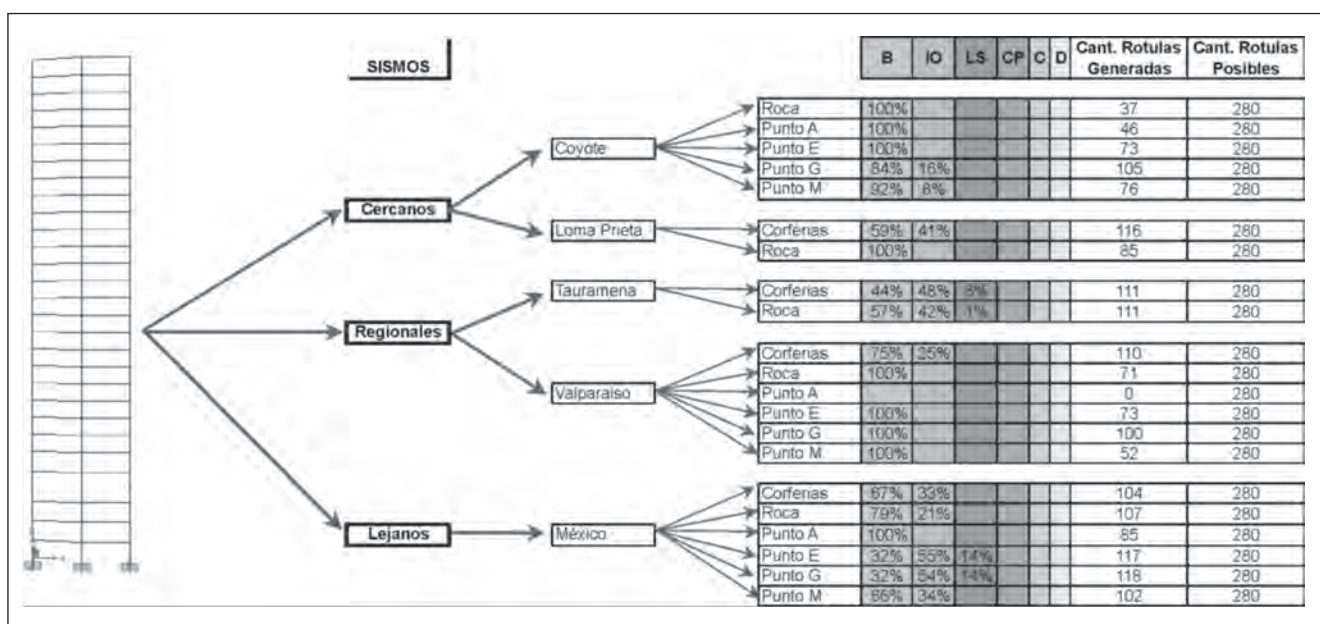 SISMOS
B IO LS CP C D Cant. Rotulas Generadas Cant. Rotulas Posibles
Cercanos
Coyote
Roca 100% 37 280
Punto A 100% 46 280
Punto E 100% 73 280
Punto G 84% 16% 105 280
Punto M 92% 8% 76 280
Loma Prieta
Corferias 59% 41% 116 280
Roca 100% 85 280
Regionales
Tauramena
Corferias 44% 48% 8% 111 280
Roca 57% 42% 1% 111 280
Valparaiso
Corferias 75% 25% 110 280
Roca 100% 71 280
Punto A 0 280
Punto E 100% 73 280
Punto G 100% 100 280
Punto M 100% 52 280
Lejanos
México
Corferias 67% 33% 104 280
Roca 79% 21% 107 280
Punto A 100% 85 280
Punto E 32% 55% 14% 117 280
Punto G 32% 54% 14% 118 280
Punto M 66% 34% 102 280